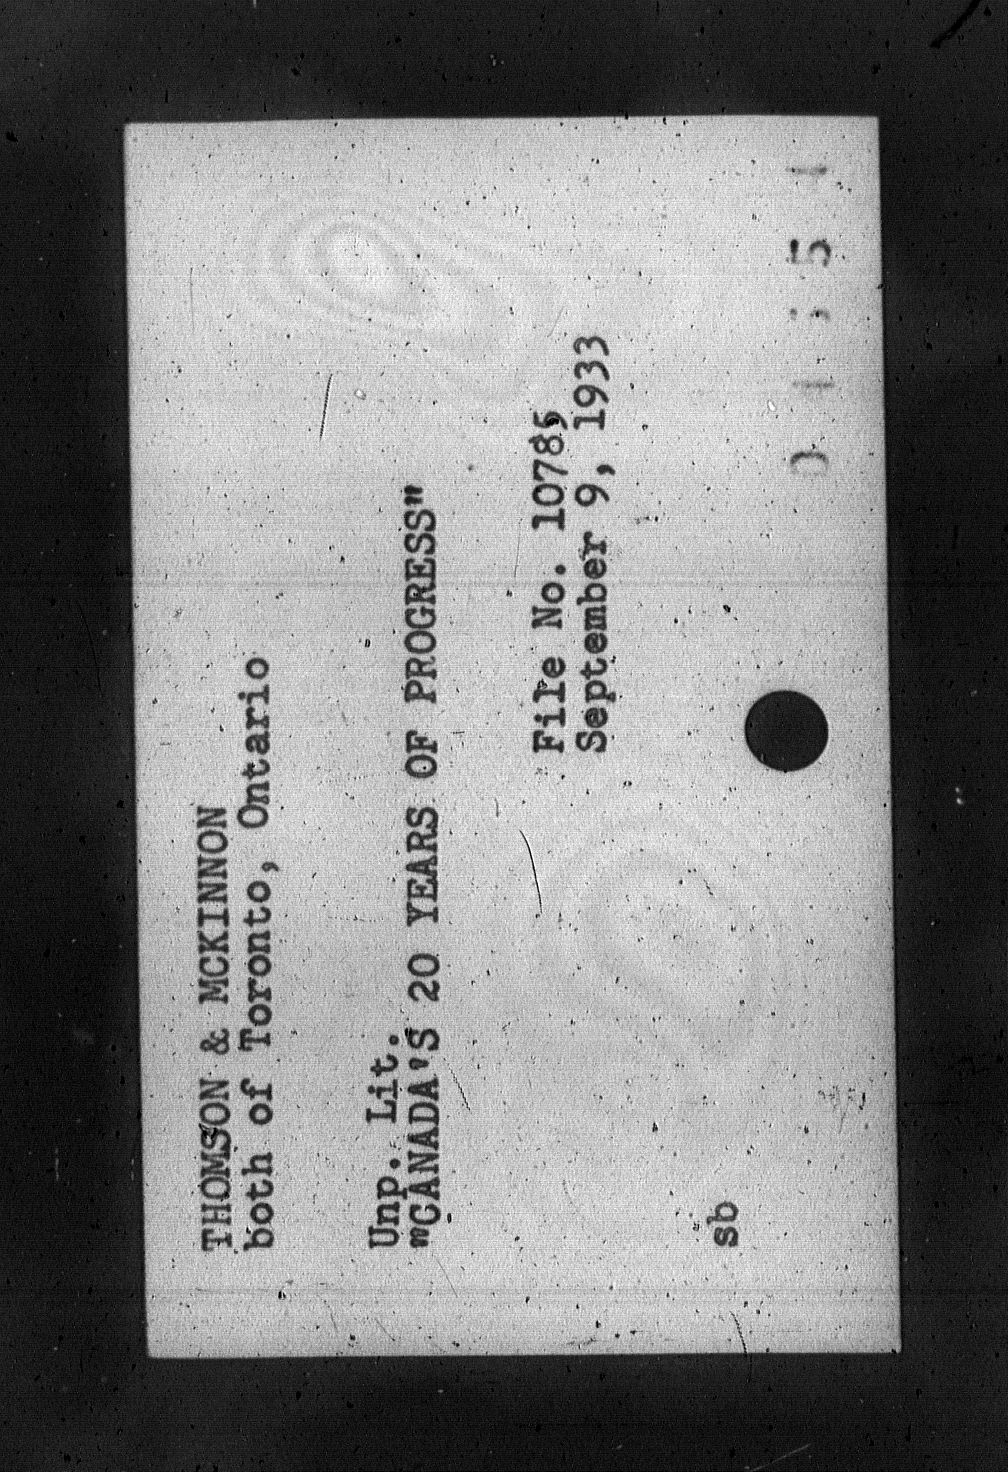 THOMSON & MCKINNON
both of Toronto, Ontario
Unp. Lit.
"CANADA'S 20 YEARS OF PROGRESS"
File No. 10785
September 9, 1933
sb